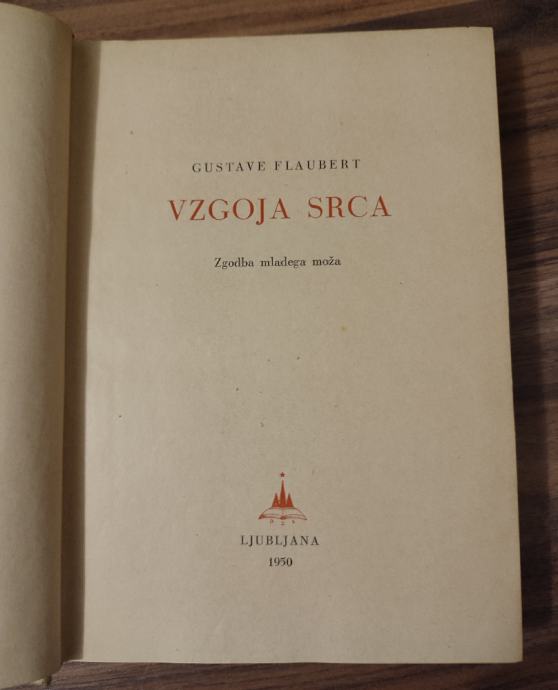 GUSTAVE FLAUBERT
VZGOJA SRCA
Zgodba mladega moža
D Z S
LJUBLJANA
1950